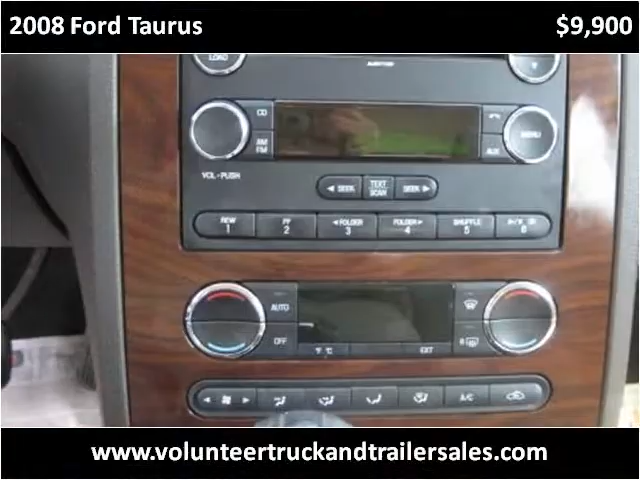 2008 Ford Taurus $9,900
LOAD
CD
MENU
AM
FM
AUX
VOL-PUSH
SEEK TEXT SCAN SEEK
REW FF FOLDER FOLDER SHUFFLE
1 2 3 4 5 6
AUTO
OFF
°F °C EXT
R
A/C
www.volunteertruckandtrailersales.com